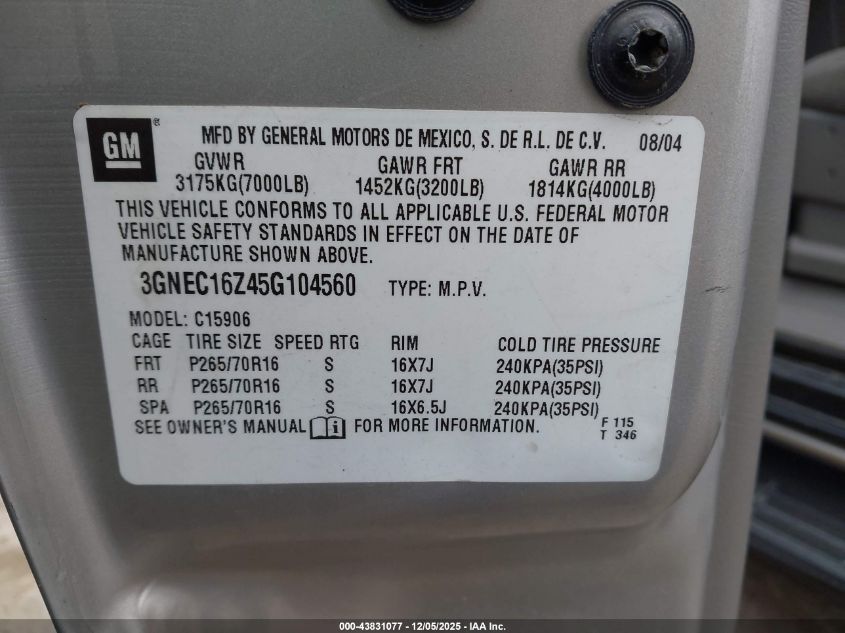 GM ®
MFD BY GENERAL MOTORS DE MEXICO, S. DE R.L. DE C.V. 08/04
GVWR GAWR FRT GAWR RR
3175KG(7000LB) 1452KG(3200LB) 1814KG(4000LB)
THIS VEHICLE CONFORMS TO ALL APPLICABLE U.S. FEDERAL MOTOR
VEHICLE SAFETY STANDARDS IN EFFECT ON THE DATE OF
MANUFACTURE SHOWN ABOVE.
3GNEC16Z45G104560 TYPE: M.P.V.
MODEL: C15906
CAGE TIRE SIZE SPEED RTG RIM COLD TIRE PRESSURE
FRT P265/70R16 S 16X7J 240KPA(35PSI)
RR P265/70R16 S 16X7J 240KPA(35PSI)
SPA P265/70R16 S 16X6.5J 240KPA(35PSI)
SEE OWNER'S MANUAL i FOR MORE INFORMATION. F 115
T 346
000-43831077 - 12/05/2025 - IAA Inc.